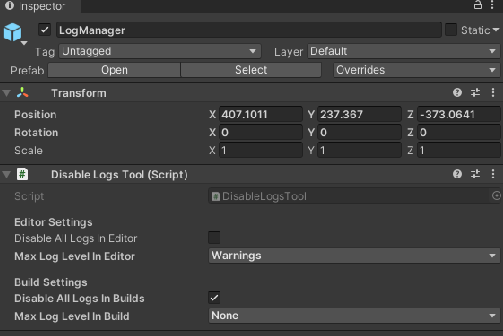 Inspector
LogManager
Static
Tag Untagged Layer Default
Prefab Open Select Overrides
Transform
Position X 407.1011 Y 237.367 Z -373.0641
Rotation X 0 Y 0 Z 0
Scale X 1 Y 1 Z 1
Disable Logs Tool (Script)
Script DisableLogsTool
Editor Settings
Disable All Logs In Editor
Max Log Level In Editor Warnings
Build Settings
Disable All Logs In Builds
Max Log Level In Build None